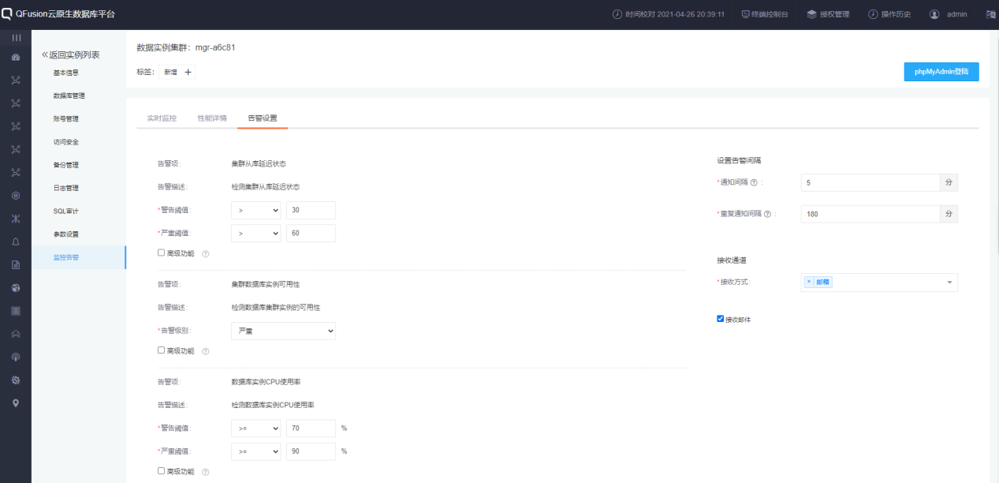 QFusion云原生数据库平台
时间校对 2021-04-26 20:39:11
终端控制台
授权管理
操作历史
admin
«返回实例列表
基本信息
数据库管理
账号管理
访问安全
备份管理
日志管理
SQL审计
参数设置
监控告警
数据实例集群：mgr-a6c81
标签： 新增 +
phpMyAdmin登陆
实时监控 性能详情 告警设置
告警项: 集群从库延迟状态
告警描述: 检测集群从库延迟状态
*警告阈值: > 30
*严重阈值: > 60
高级功能 ?
告警项: 集群数据库实例可用性
告警描述: 检测数据库集群实例的可用性
*告警级别: 严重
高级功能 ?
告警项: 数据库实例CPU使用率
告警描述: 检测数据库实例CPU使用率
*警告阈值: >= 70 %
*严重阈值: >= 90 %
高级功能 ?
设置告警间隔
*通知间隔 ? : 5 分
*重复通知间隔 ? : 180 分
接收通道
*接收方式: × 邮箱
接收邮件